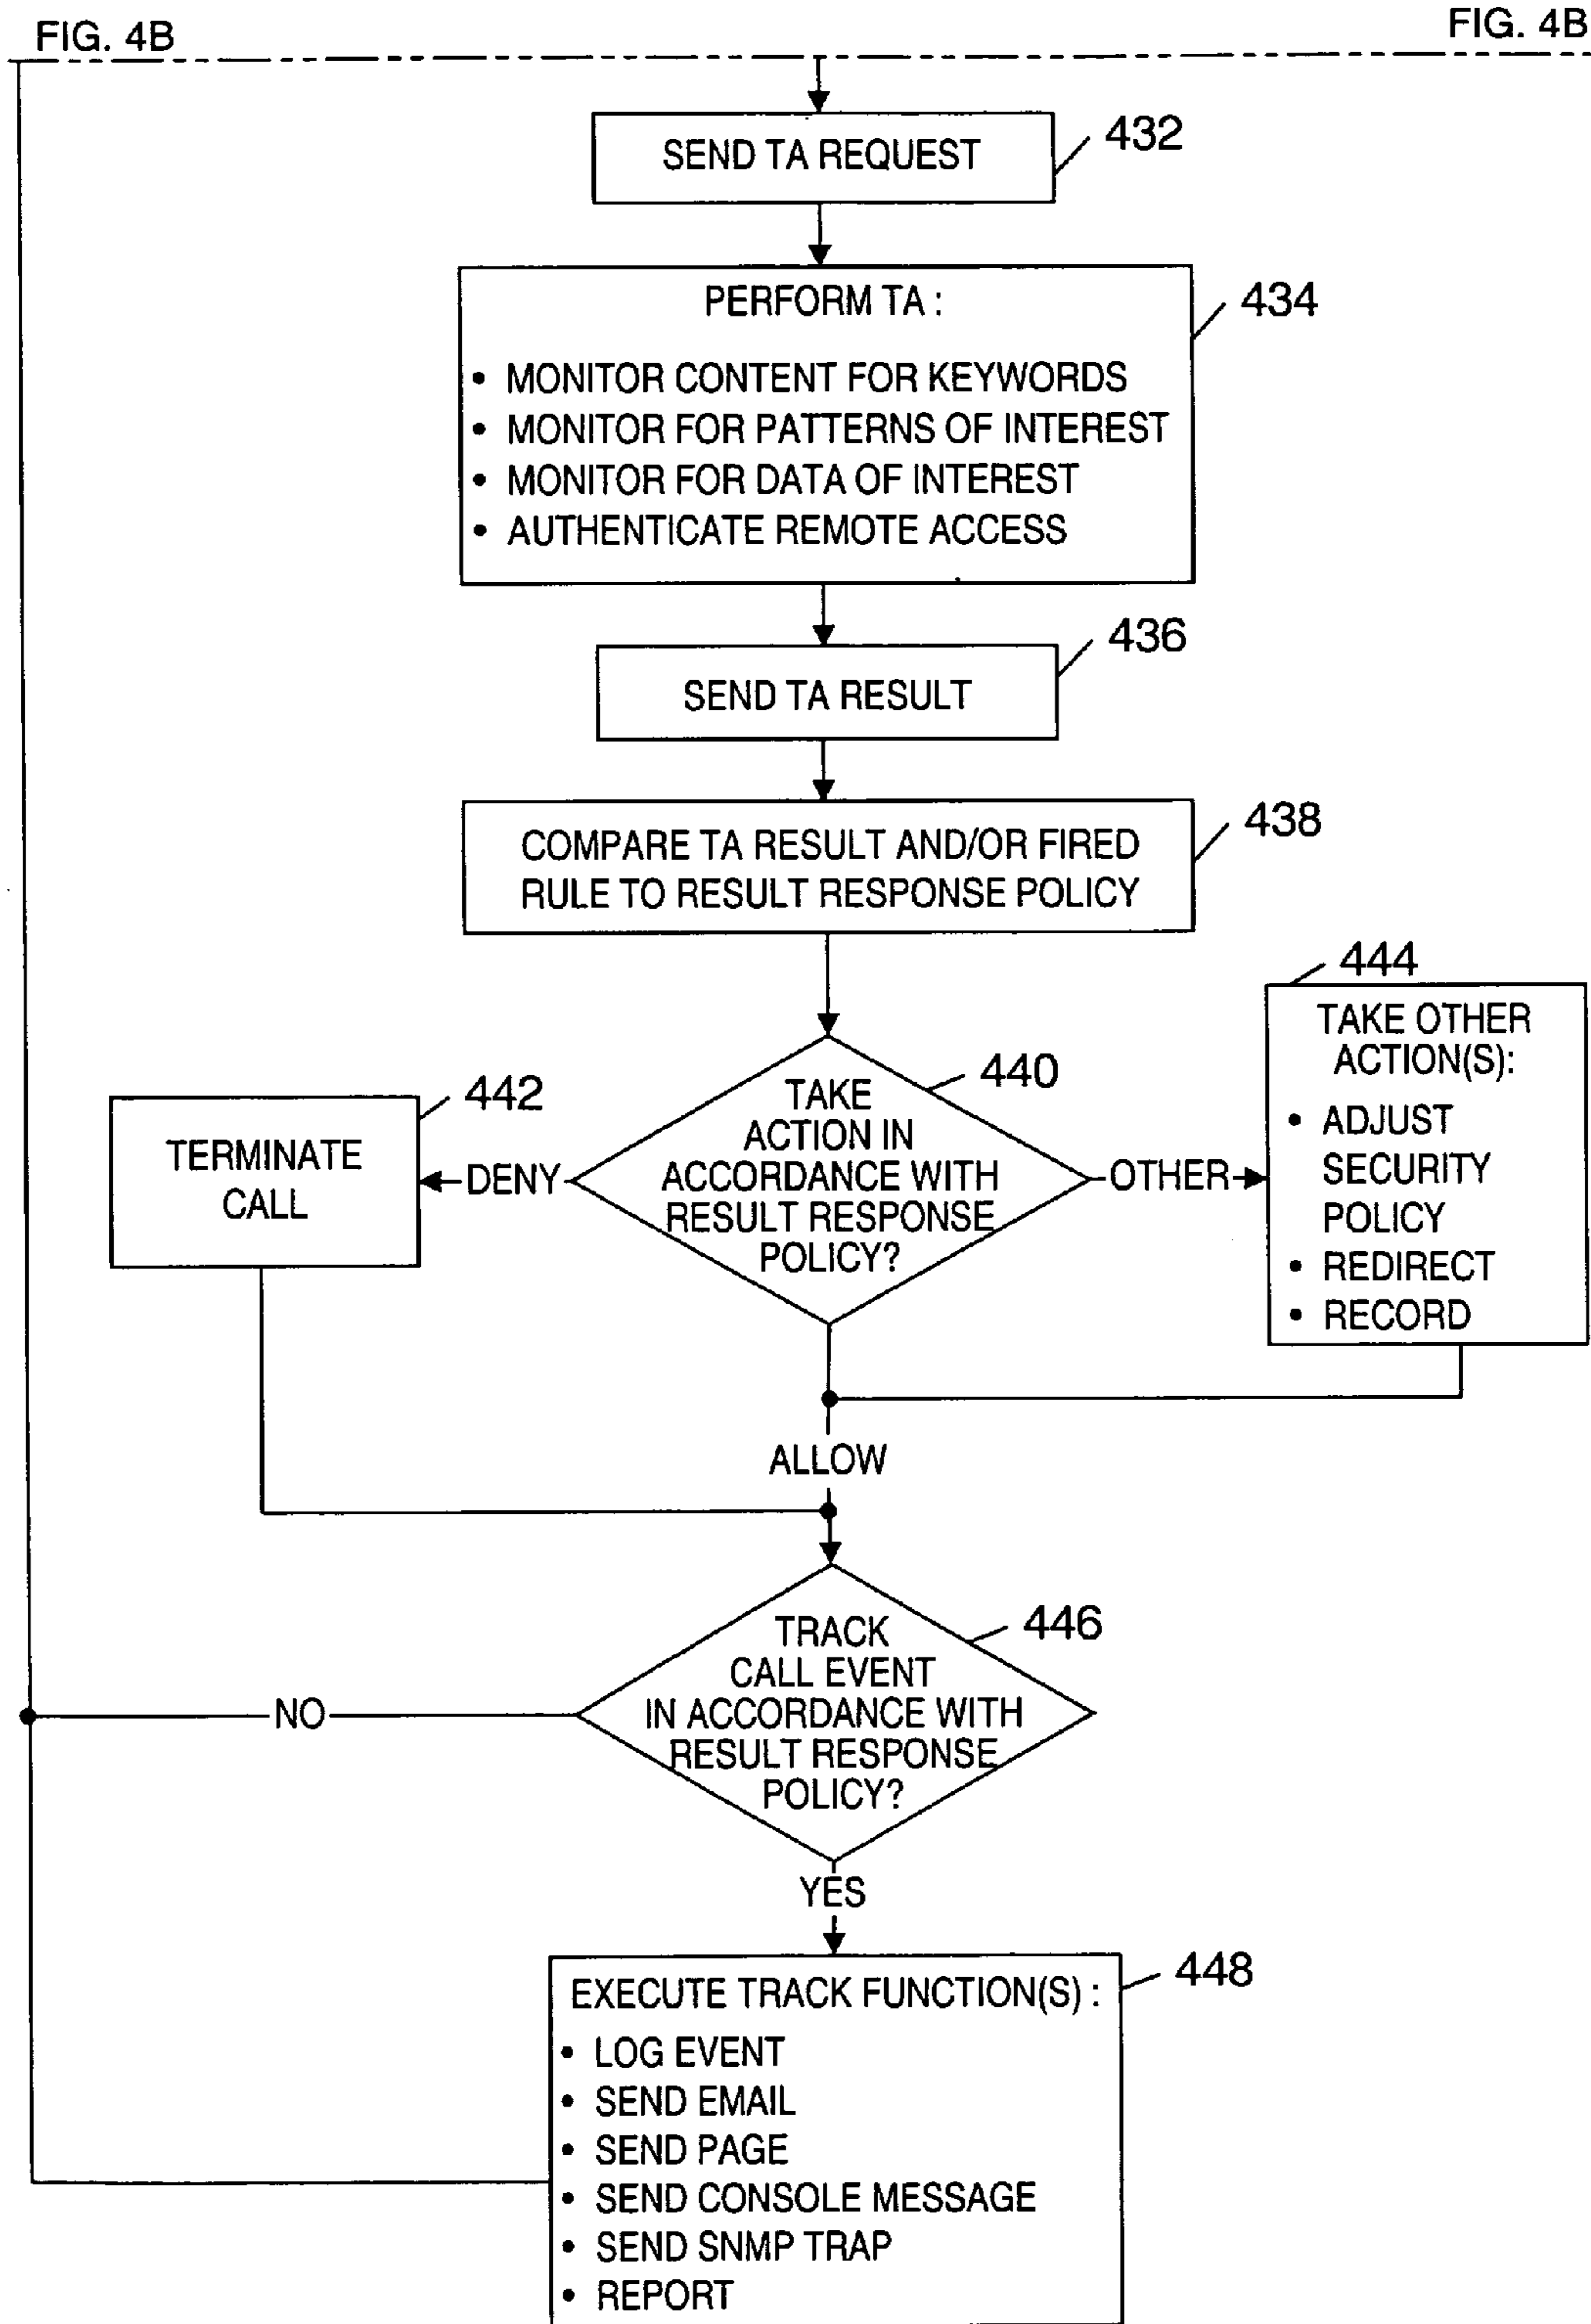 FIG. 4B
FIG. 4B
SEND TA REQUEST
432
PERFORM TA :
434
• MONITOR CONTENT FOR KEYWORDS
• MONITOR FOR PATTERNS OF INTEREST
• MONITOR FOR DATA OF INTEREST
• AUTHENTICATE REMOTE ACCESS
SEND TA RESULT
436
COMPARE TA RESULT AND/OR FIRED
RULE TO RESULT RESPONSE POLICY
438
TAKE
ACTION IN
ACCORDANCE WITH
RESULT RESPONSE
POLICY?
440
DENY
TERMINATE
CALL
442
OTHER
444
TAKE OTHER
ACTION(S):
• ADJUST
SECURITY
POLICY
• REDIRECT
• RECORD
ALLOW
TRACK
CALL EVENT
IN ACCORDANCE WITH
RESULT RESPONSE
POLICY?
446
NO
YES
EXECUTE TRACK FUNCTION(S) :
448
• LOG EVENT
• SEND EMAIL
• SEND PAGE
• SEND CONSOLE MESSAGE
• SEND SNMP TRAP
• REPORT